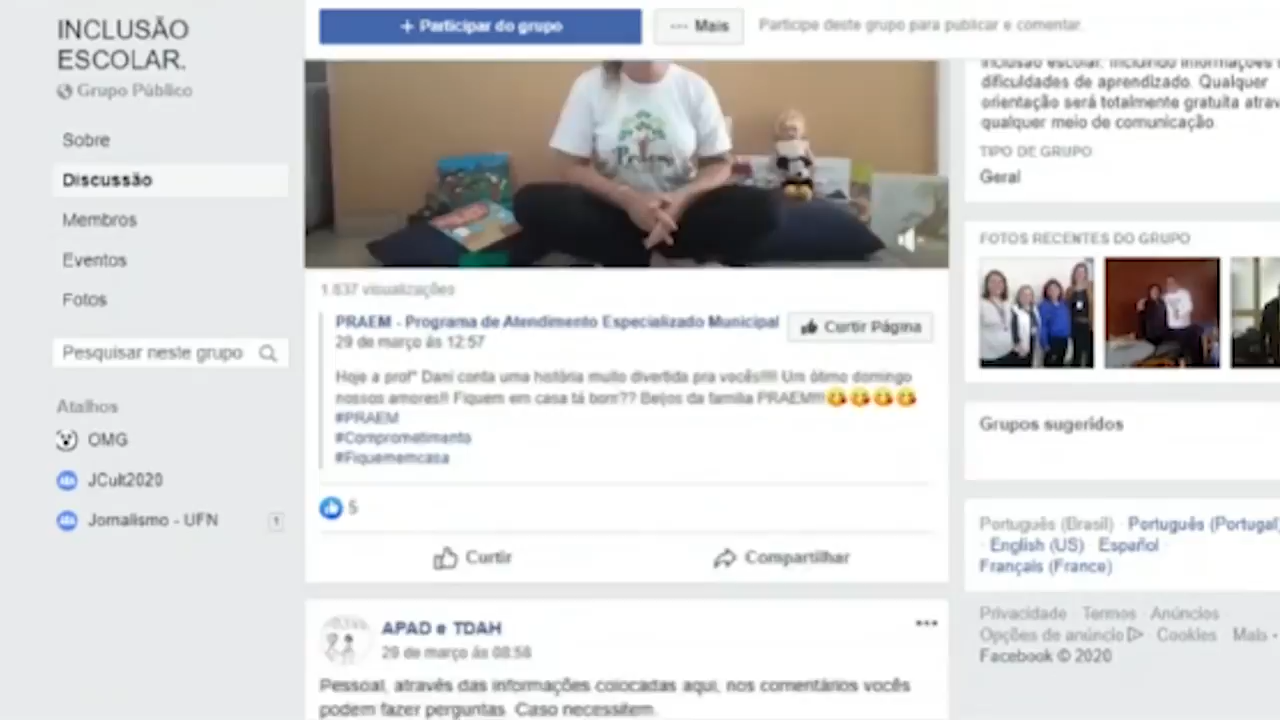 INCLUSÃO
ESCOLAR.
Grupo Público
Sobre
Discussão
Membros
Eventos
Fotos
Pesquisar neste grupo
Atalhos
OMG
JCult2020
Jornalismo - UFN
1
+ Participar do grupo
··· Mais
Participe deste grupo para publicar e comentar.
1.637 visualizações
PRAEM - Programa de Atendimento Especializado Municipal
Curtir Página
29 de março às 12:57
Hoje a profª Dani conta uma história muito divertida pra vocês!!!! Um ótimo domingo
nossos amores!! Fiquem em casa tá bom?? Beijos da família PRAEM!!!!
#PRAEM
#Comprometimento
#Fiquememcasa
5
Curtir
Compartilhar
APAD e TDAH
29 de março às 08:58
Pessoal, através das informações colocadas aqui, nos comentários vocês
podem fazer perguntas. Caso necessitem.
inclusão escolar. Incluindo informações
dificuldades de aprendizado. Qualquer
orientação será totalmente gratuita atrav
qualquer meio de comunicação
TIPO DE GRUPO
Geral
FOTOS RECENTES DO GRUPO
Grupos sugeridos
Português (Brasil) · Português (Portugal)
· English (US) · Español ·
Français (France)
Privacidade · Termos · Anúncios ·
Opções de anúncio · Cookies · Mais
Facebook © 2020